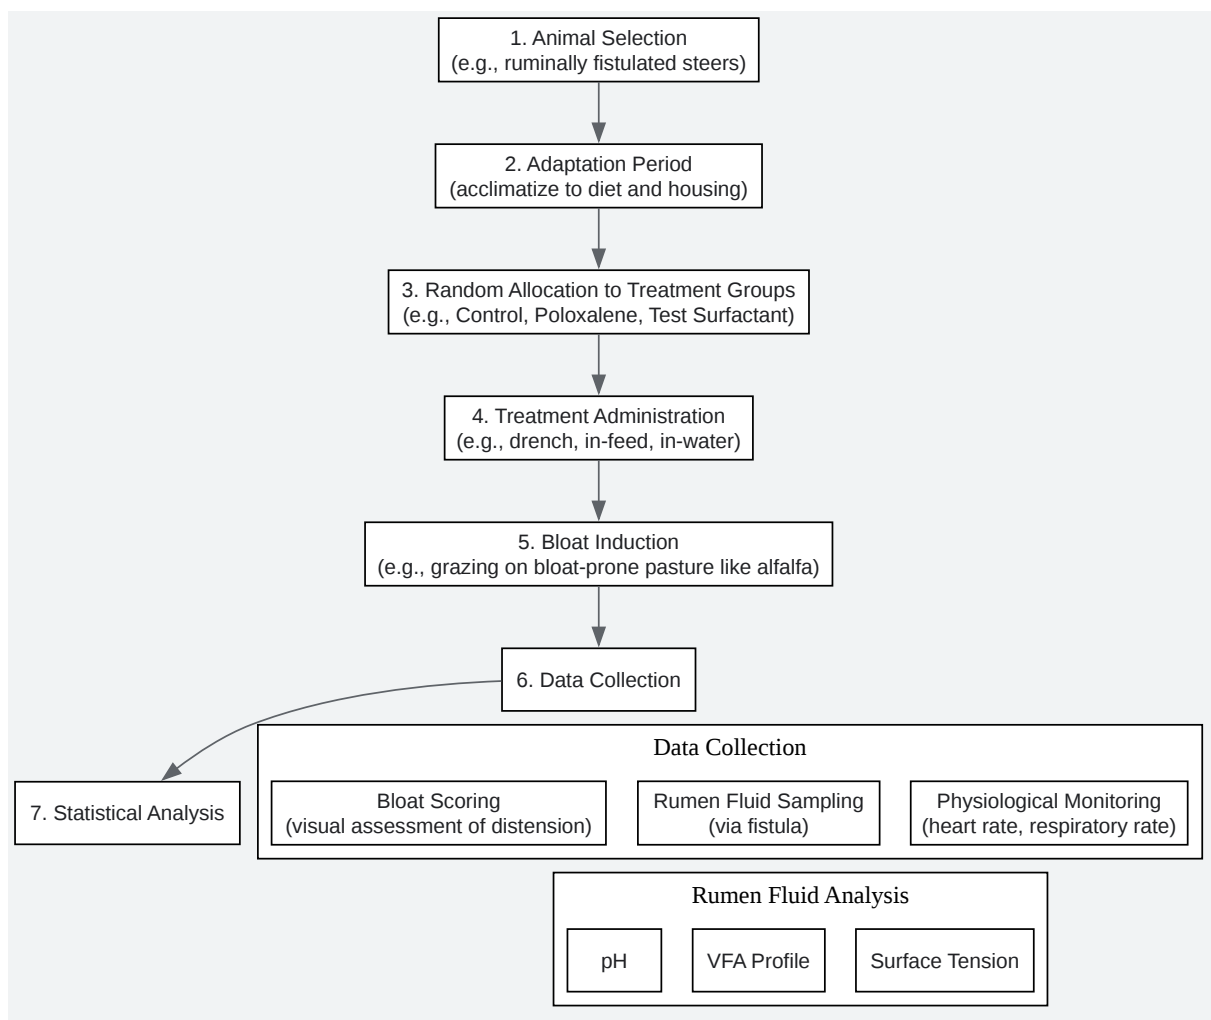 1. Animal Selection
(e.g., ruminally fistulated steers)
2. Adaptation Period
(acclimatize to diet and housing)
3. Random Allocation to Treatment Groups
(e.g., Control, Poloxalene, Test Surfactant)
4. Treatment Administration
(e.g., drench, in-feed, in-water)
5. Bloat Induction
(e.g., grazing on bloat-prone pasture like alfalfa)
6. Data Collection
7. Statistical Analysis
Data Collection
Bloat Scoring
(visual assessment of distension)
Rumen Fluid Sampling
(via fistula)
Physiological Monitoring
(heart rate, respiratory rate)
Rumen Fluid Analysis
pH
VFA Profile
Surface Tension